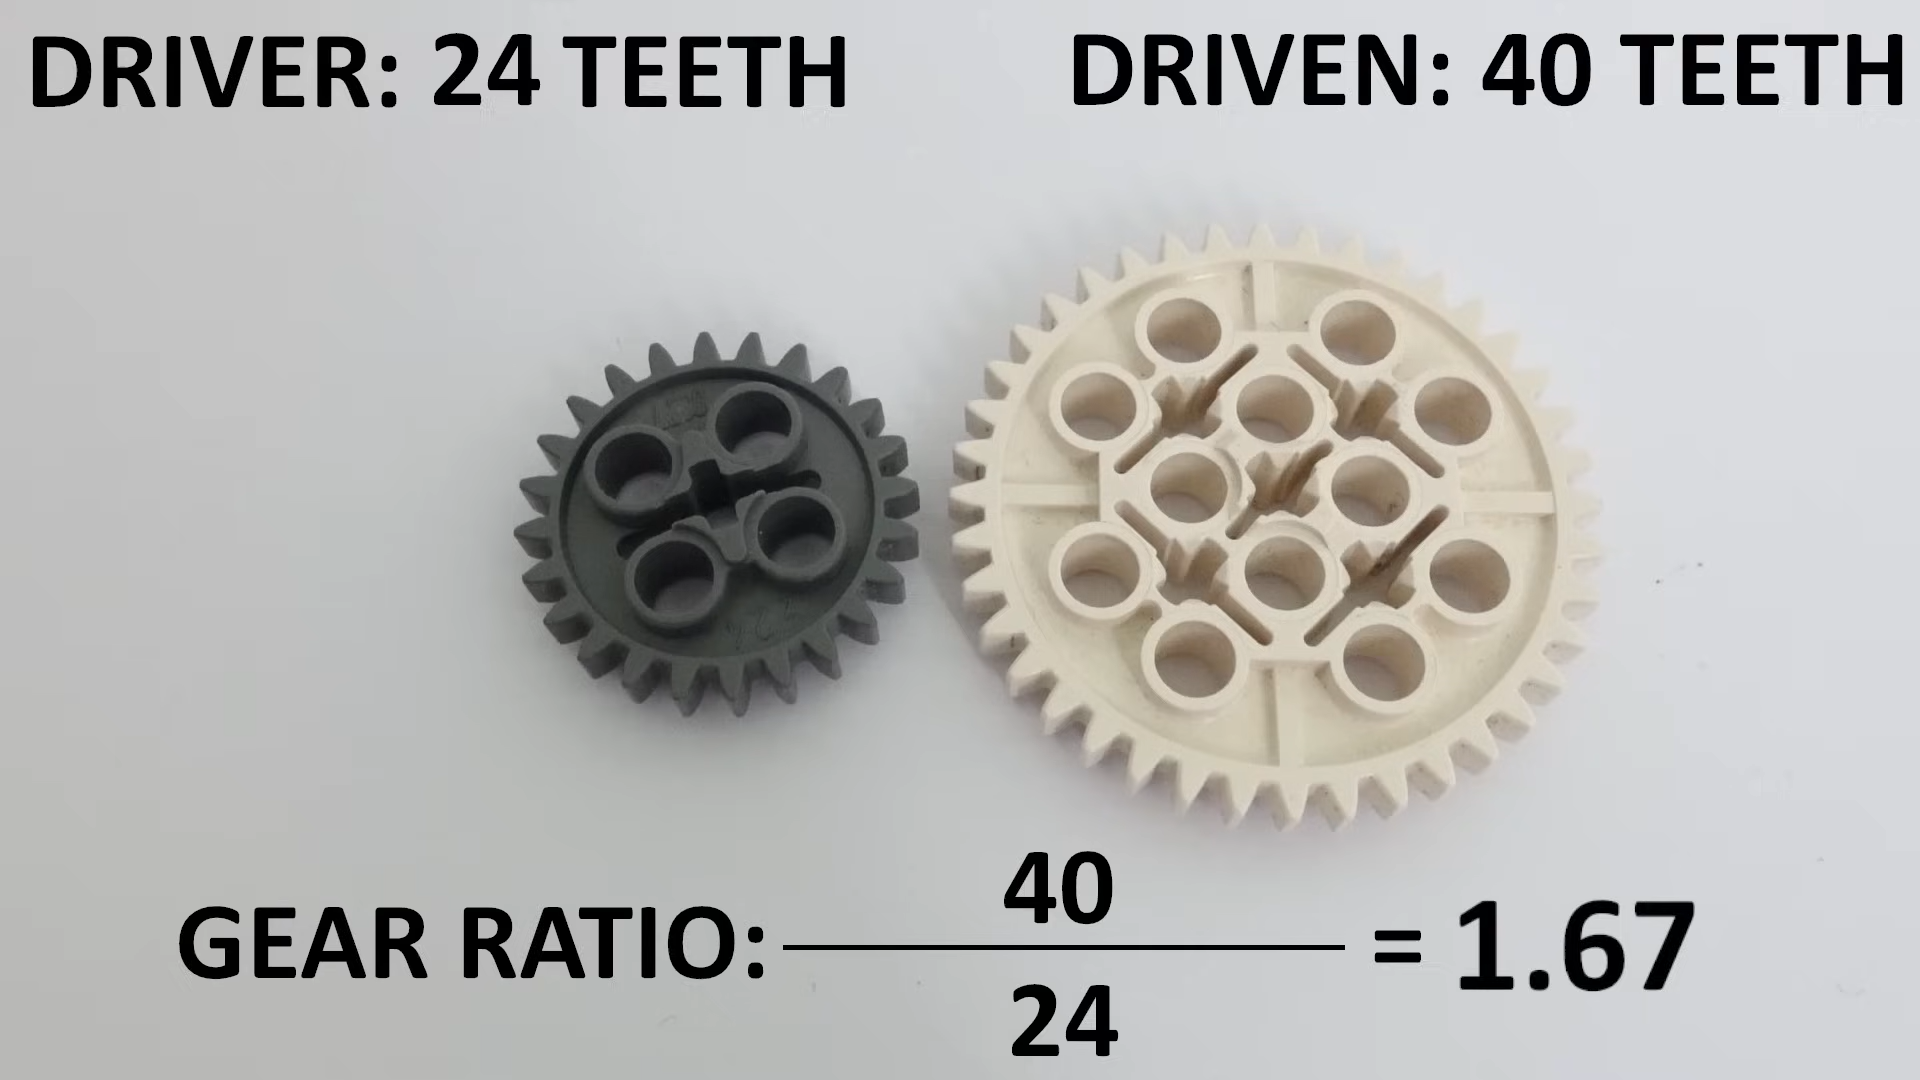 DRIVER: 24 TEETH
DRIVEN: 40 TEETH
GEAR RATIO: 40 / 24 = 1.67